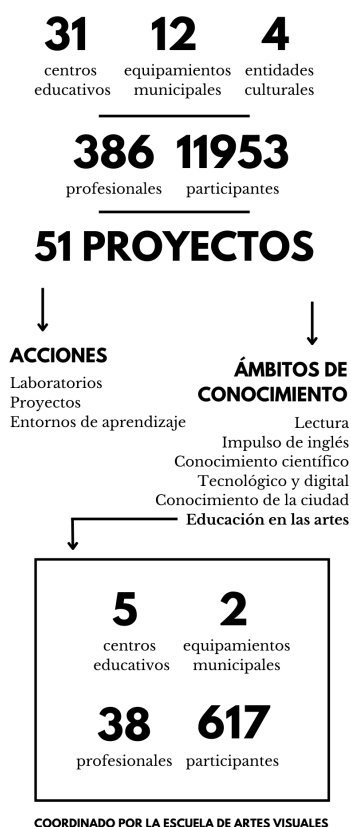 31 12 4
centros equipamientos entidades
educativos municipales culturales
386 11953
profesionales participantes
51 PROYECTOS
ACCIONES
Laboratorios
Proyectos
Entornos de aprendizaje
ÁMBITOS DE
CONOCIMIENTO
Lectura
Impulso de inglés
Conocimiento científico
Tecnológico y digital
Conocimiento de la ciudad
Educación en las artes
5 2
centros equipamientos
educativos municipales
38 617
profesionales participantes
COORDINADO POR LA ESCUELA DE ARTES VISUALES